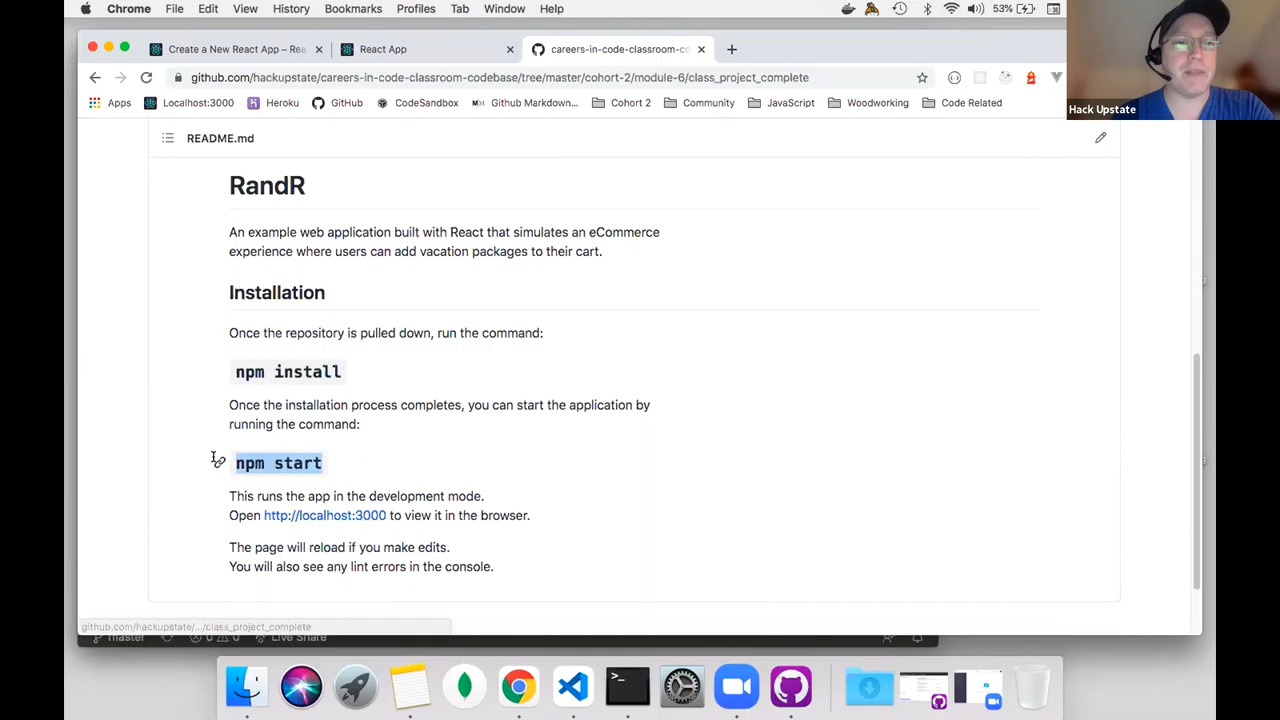 Chrome File Edit View History Bookmarks Profiles Tab Window Help 53%
Create a New React App – Rea
React App
careers-in-code-classroom-co
github.com/hackupstate/careers-in-code-classroom-codebase/tree/master/cohort-2/module-6/class_project_complete
Hack Upstate
Apps Localhost:3000 Heroku GitHub CodeSandbox Github Markdown... Cohort 2 Community JavaScript Woodworking Code Related
README.md
RandR
An example web application built with React that simulates an eCommerce
experience where users can add vacation packages to their cart.
Installation
Once the repository is pulled down, run the command:
npm install
Once the installation process completes, you can start the application by
running the command:
npm start
This runs the app in the development mode.
Open http://localhost:3000 to view it in the browser.
The page will reload if you make edits.
You will also see any lint errors in the console.
github.com/hackupstate/.../class_project_complete
master 0 0 Live Share